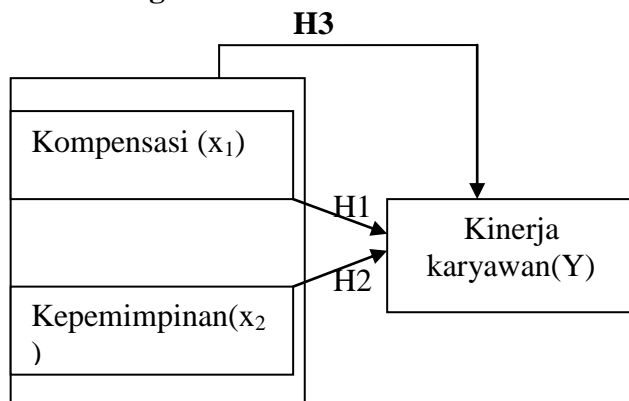 H3
Kompensasi (x₁)
H1
Kinerja
karyawan(Y)
H2
Kepemimpinan(x₂
)